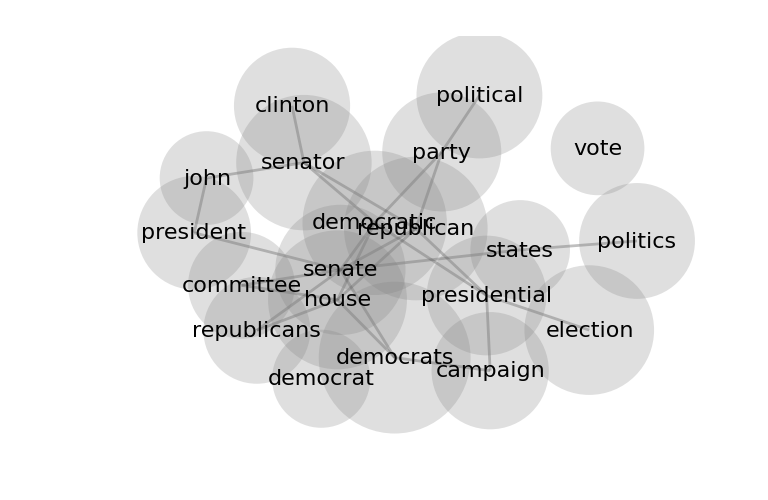 political
clinton
vote
party
senator
john
democratic
republican
president
politics
states
senate
committee
presidential
house
republicans
election
democrats
campaign
democrat